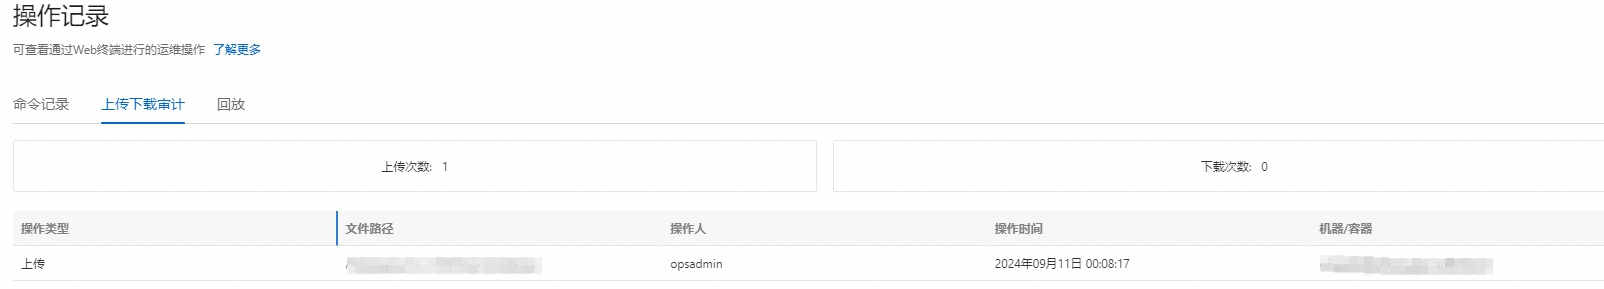 操作记录
可查看通过Web终端进行的运维操作 了解更多
命令记录 上传下载审计 回放
上传次数: 1 下载次数: 0
操作类型 文件路径 操作人 操作时间 机器/容器
上传 opsadmin 2024年09月11日 00:08:17